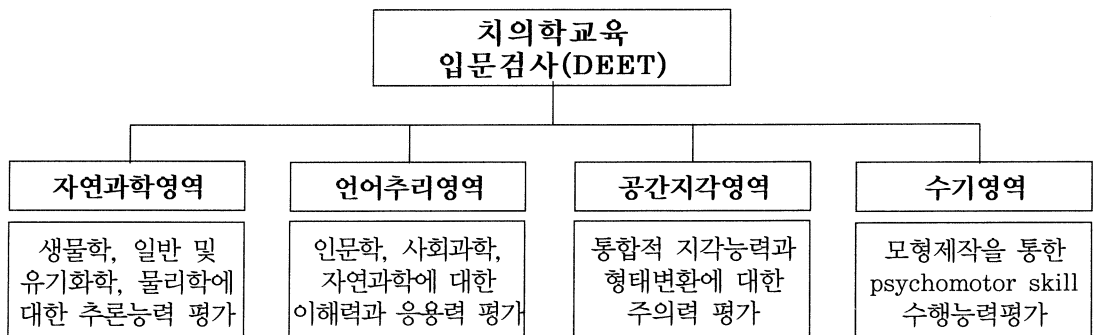 치의학교육
입문검사(DEET)
자연과학영역
생물학, 일반 및
유기화학, 물리학에
대한 추론능력 평가
언어추리영역
인문학, 사회과학,
자연과학에 대한
이해력과 응용력 평가
공간지각영역
통합적 지각능력과
형태변환에 대한
주의력 평가
수기영역
모형제작을 통한
psychomotor skill
수행능력평가